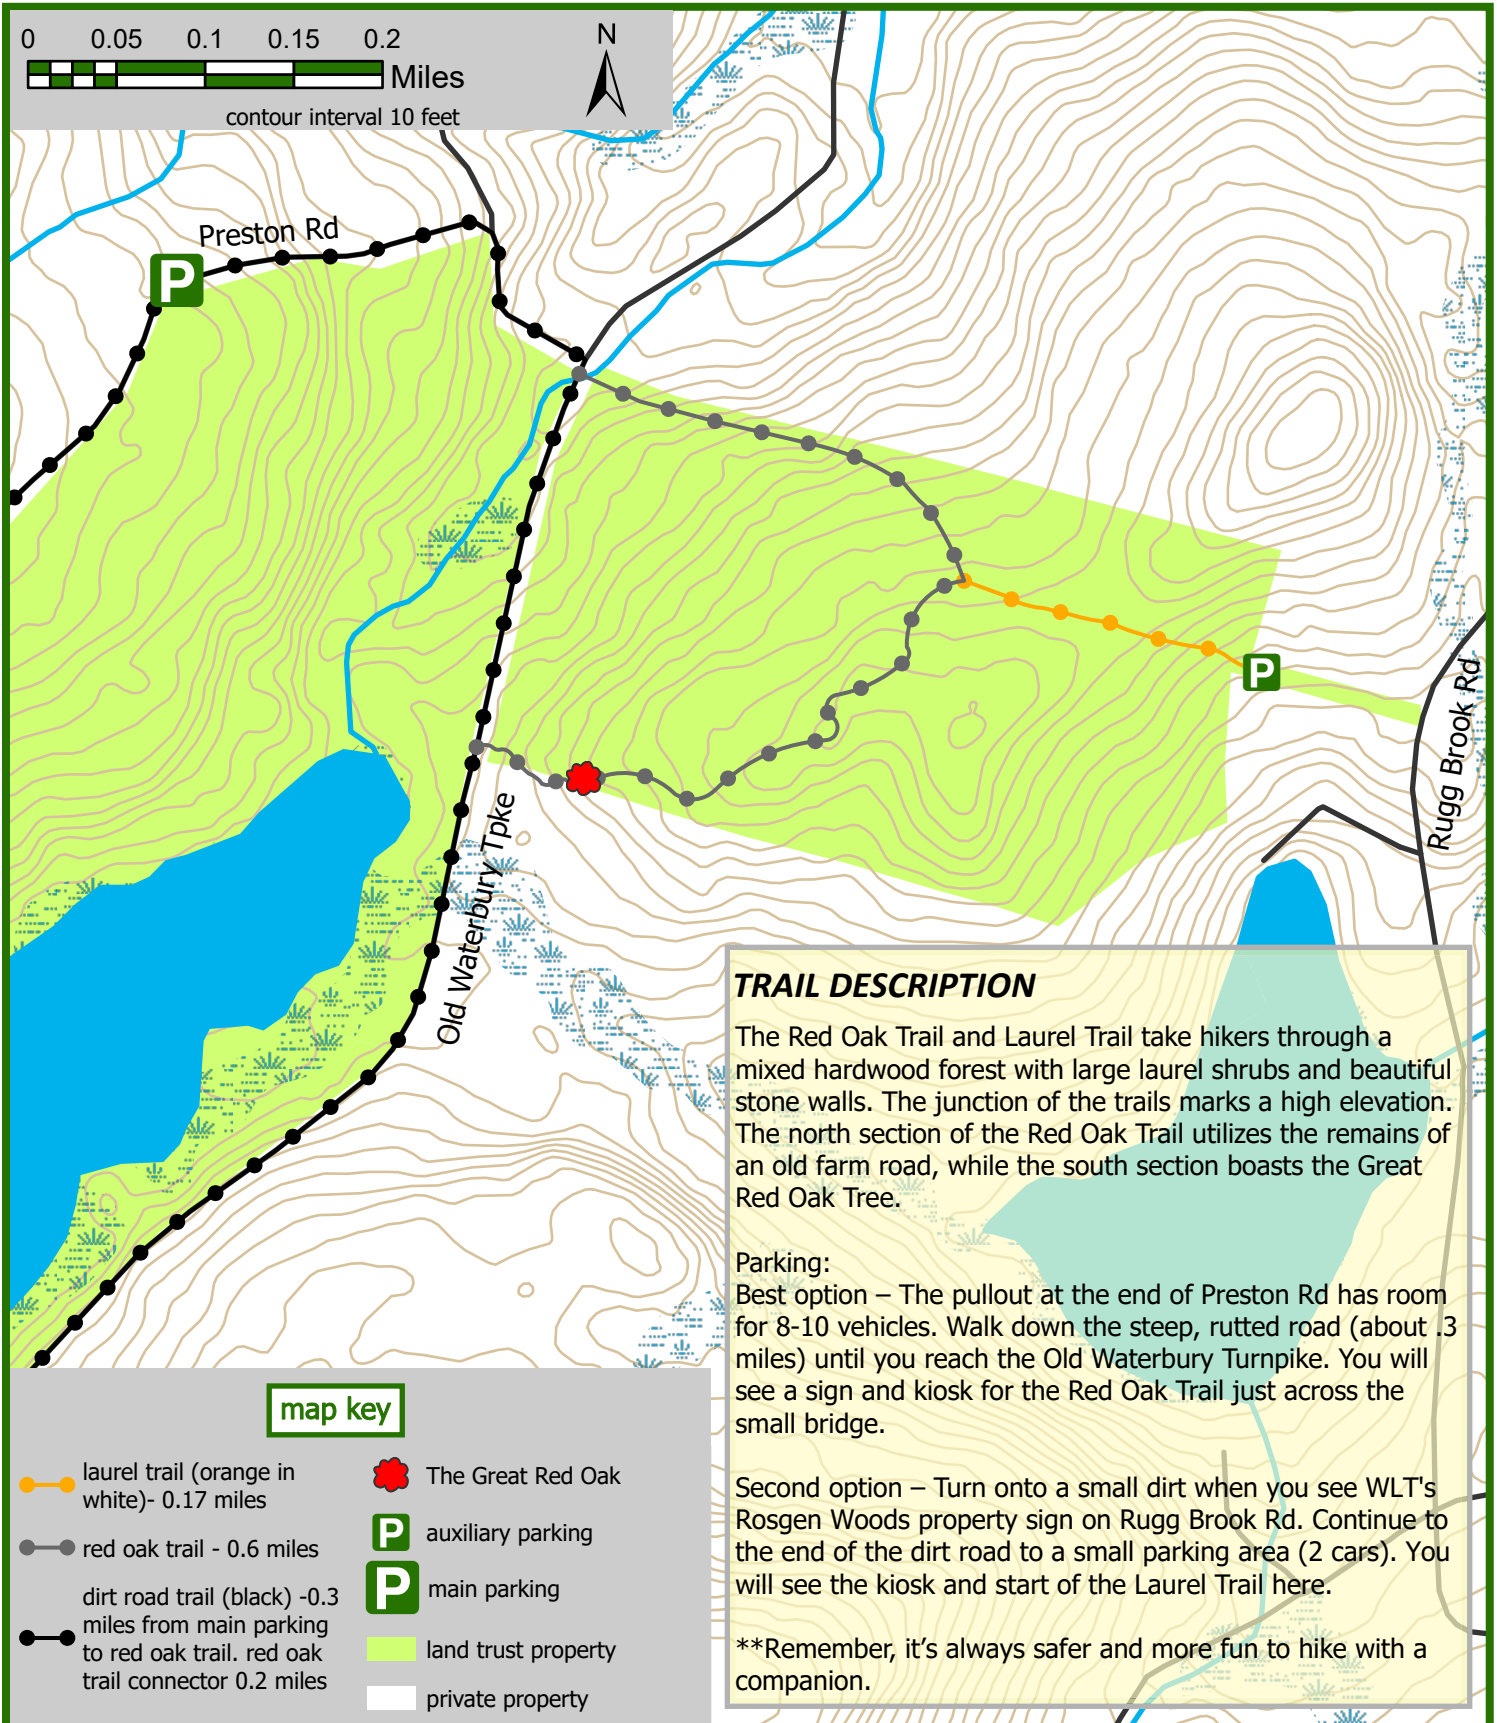 0 0.05 0.1 0.15 0.2
Miles
contour interval 10 feet
N
Preston Rd
P
P
Rugg Brook Rd
Old Waterbury Tpke
TRAIL DESCRIPTION
The Red Oak Trail and Laurel Trail take hikers through a
mixed hardwood forest with large laurel shrubs and beautiful
stone walls. The junction of the trails marks a high elevation.
The north section of the Red Oak Trail utilizes the remains of
an old farm road, while the south section boasts the Great
Red Oak Tree.
Parking:
Best option – The pullout at the end of Preston Rd has room
for 8-10 vehicles. Walk down the steep, rutted road (about .3
miles) until you reach the Old Waterbury Turnpike. You will
see a sign and kiosk for the Red Oak Trail just across the
small bridge.
Second option – Turn onto a small dirt when you see WLT's
Rosgen Woods property sign on Rugg Brook Rd. Continue to
the end of the dirt road to a small parking area (2 cars). You
will see the kiosk and start of the Laurel Trail here.
**Remember, it's always safer and more fun to hike with a
companion.
map key
laurel trail (orange in
white)- 0.17 miles
red oak trail - 0.6 miles
dirt road trail (black) -0.3
miles from main parking
to red oak trail. red oak
trail connector 0.2 miles
The Great Red Oak
P auxiliary parking
P main parking
land trust property
private property